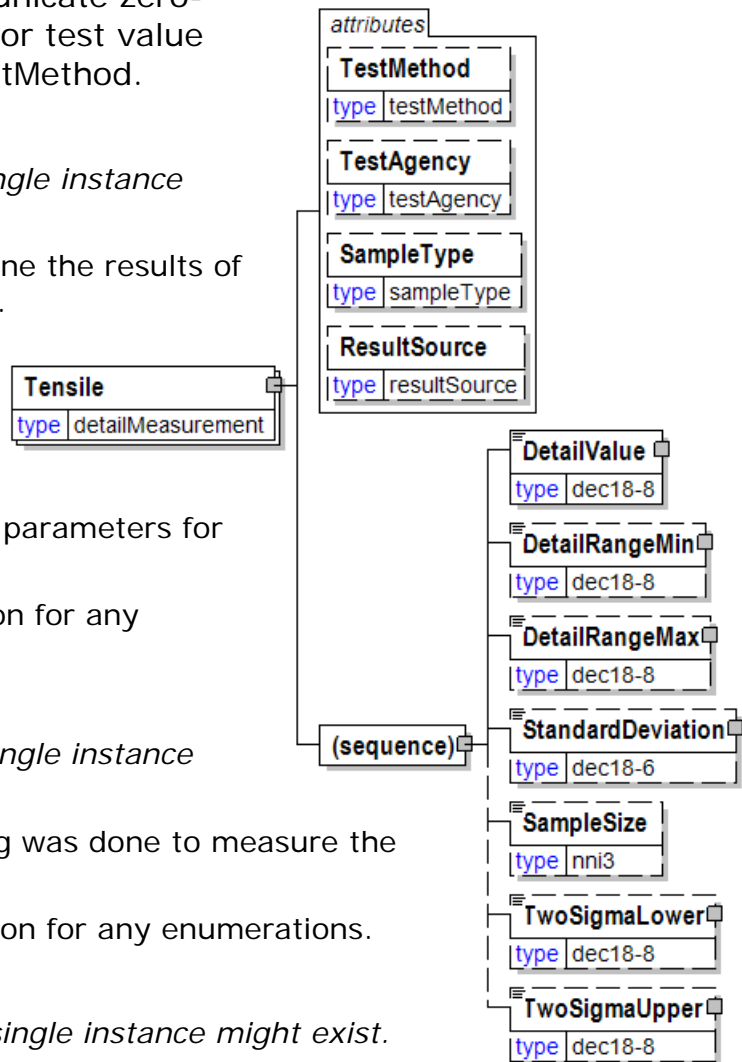 unicate zero-
or test value
tMethod.
ngle instance
ne the results of
.
parameters for
on for any
ngle instance
g was done to measure the
on for any enumerations.
single instance might exist.
Tensile
type detailMeasurement
attributes
TestMethod
type testMethod
TestAgency
type testAgency
SampleType
type sampleType
ResultSource
type resultSource
(sequence)
DetailValue
type dec18-8
DetailRangeMin
type dec18-8
DetailRangeMax
type dec18-8
StandardDeviation
type dec18-6
SampleSize
type nni3
TwoSigmaLower
type dec18-8
TwoSigmaUpper
type dec18-8